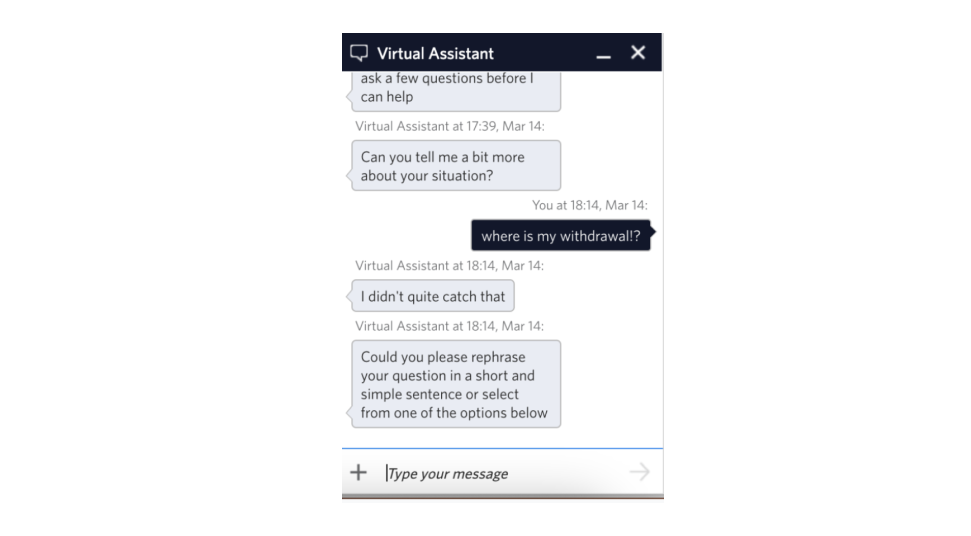 Virtual Assistant
ask a few questions before I
can help
Virtual Assistant at 17:39, Mar 14:
Can you tell me a bit more
about your situation?
You at 18:14, Mar 14:
where is my withdrawal!?
Virtual Assistant at 18:14, Mar 14:
I didn't quite catch that
Virtual Assistant at 18:14, Mar 14:
Could you please rephrase
your question in a short and
simple sentence or select
from one of the options below
Type your message